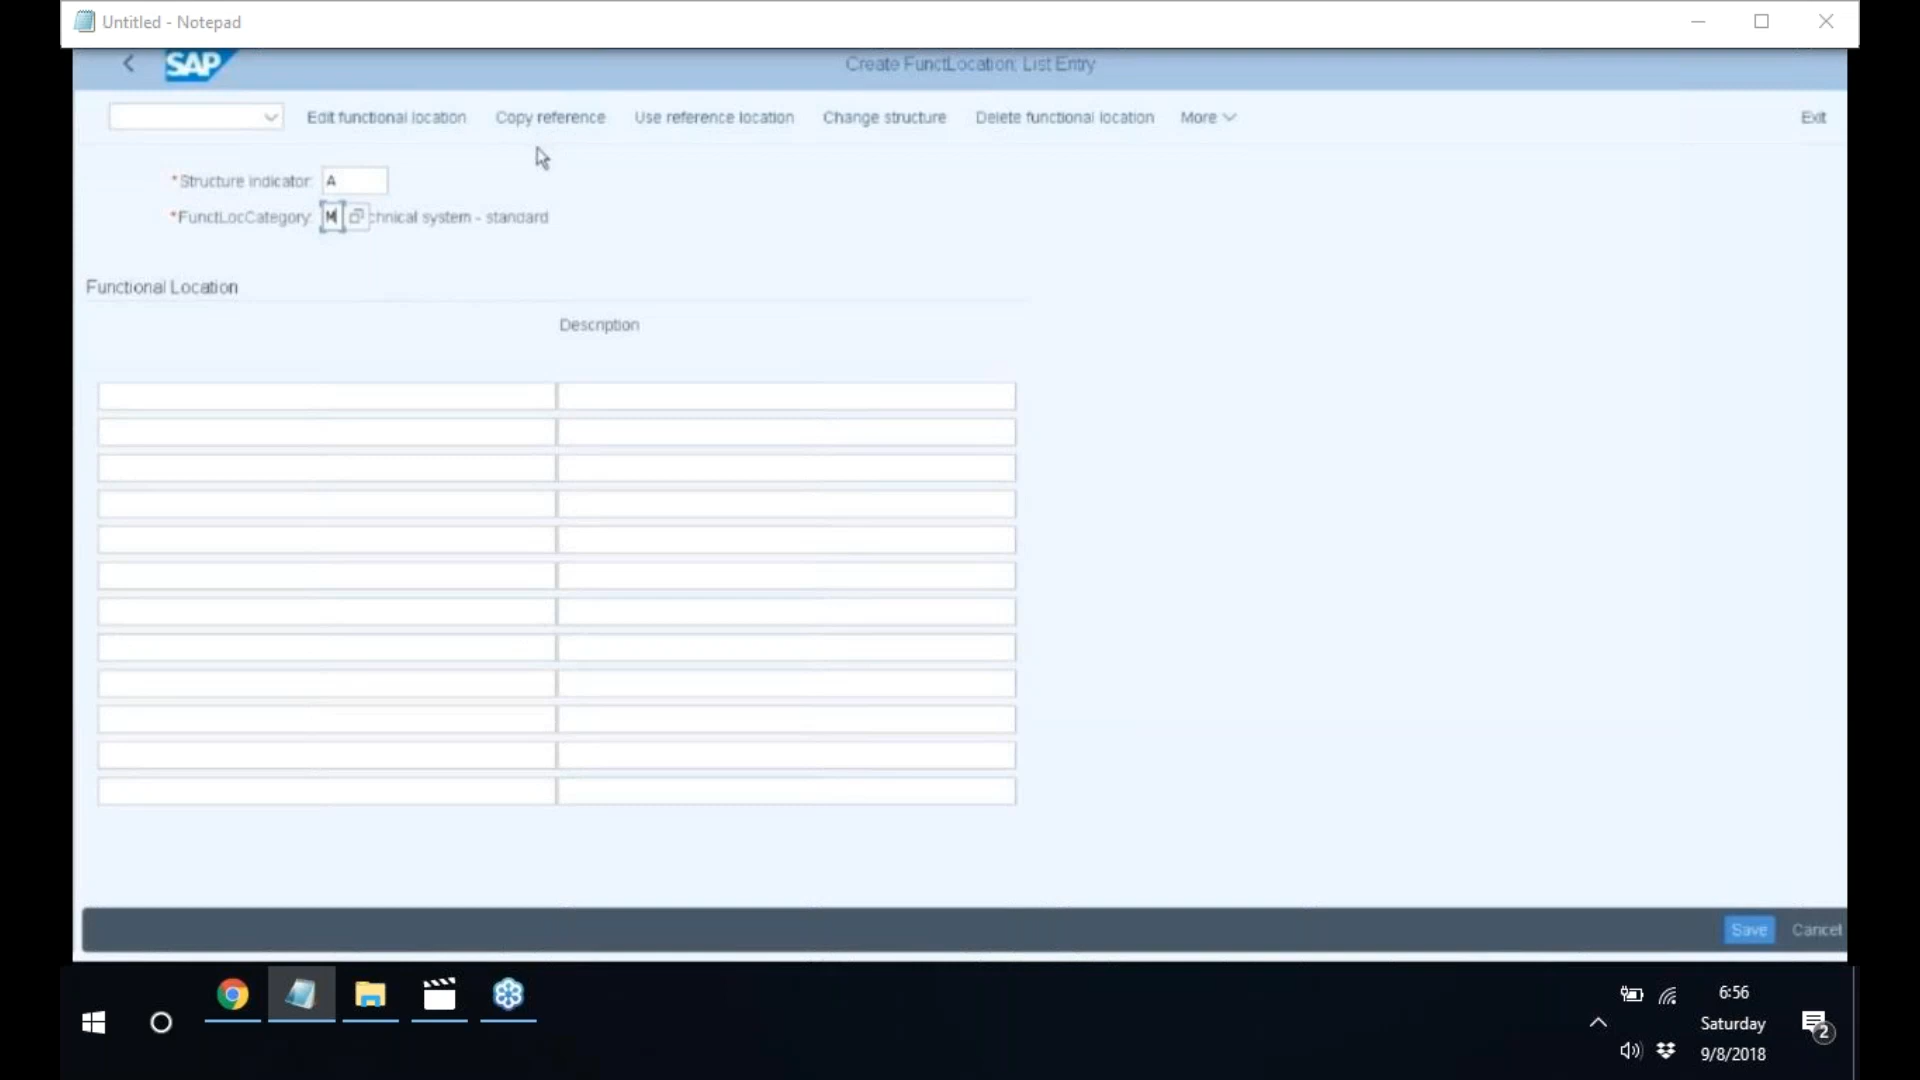 Untitled - Notepad
SAP
Create FunctLocation: List Entry
Edit functional location Copy reference Use reference location Change structure Delete functional location More Exit
*Structure indicator: A
*FunctLocCategory: M chnical system - standard
Functional Location
Description
Save Cancel
6:56
Saturday
9/8/2018
2